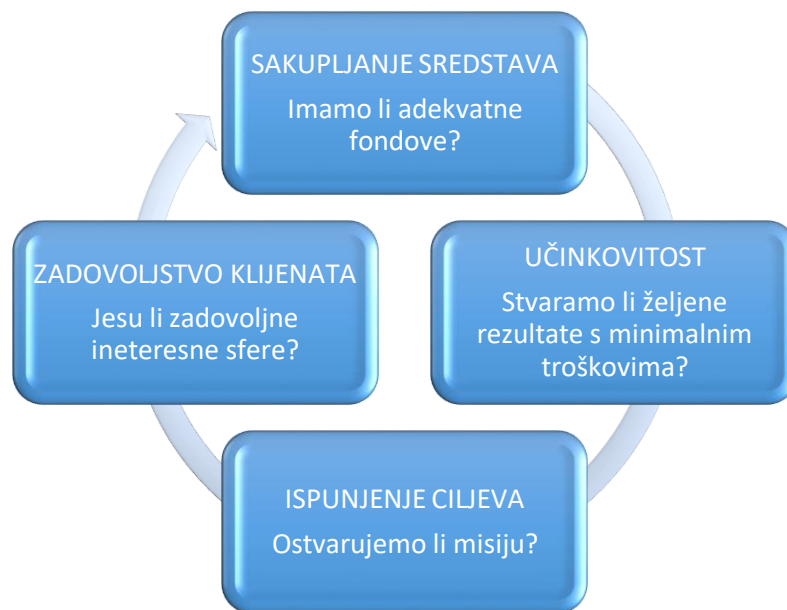 SAKUPLJANJE SREDSTAVA
Imamo li adekvatne
fondove?
UČINKOVITOST
Stvaramo li željene
rezultate s minimalnim
troškovima?
ISPUNJENJE CILJEVA
Ostvarujemo li misiju?
ZADOVOLJSTVO KLIJENATA
Jesu li zadovoljne
ineteresne sfere?